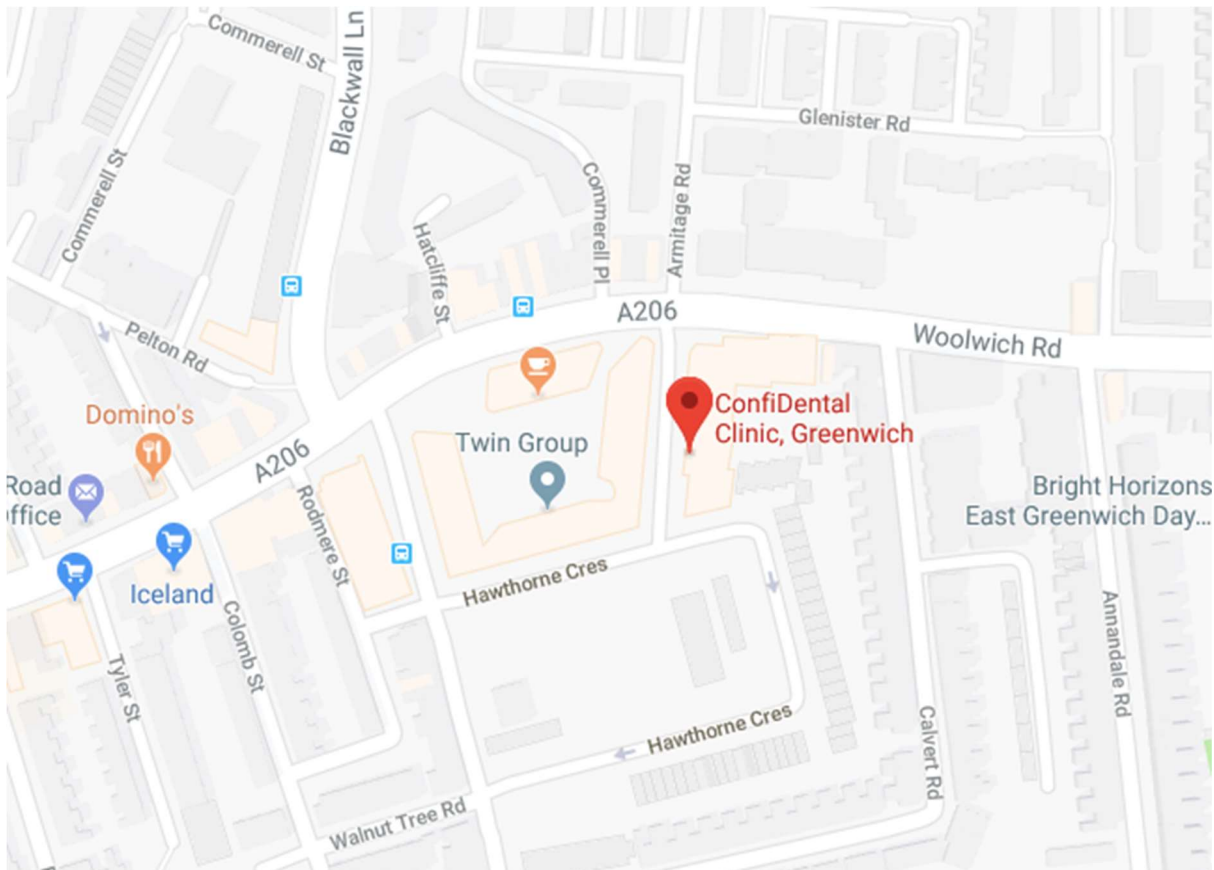 Commerell St
Blackwall Ln
Glenister Rd
Commerell St
Commerell Pl
Armitage Rd
Hatcliffe St
A206
Woolwich Rd
Pelton Rd
Domino's
ConfiDental
Clinic, Greenwich
A206
Twin Group
Road
ffice
Rodmere St
Bright Horizons
East Greenwich Day...
Iceland
Hawthorne Cres
Colomb St
Tyler St
Annandale Rd
Hawthorne Cres
Calvert Rd
Walnut Tree Rd